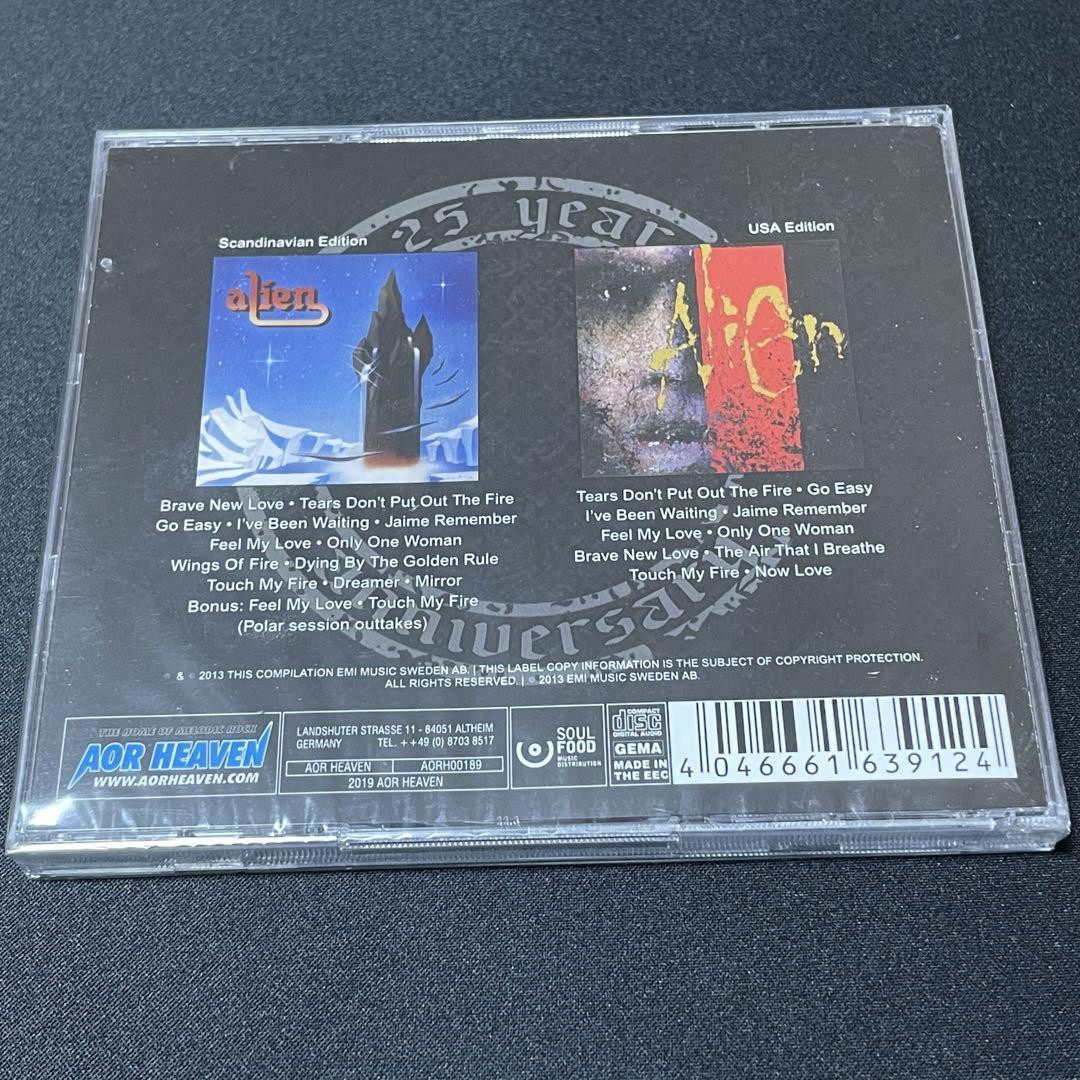 25 year
Scandinavian Edition
alien
Brave New Love • Tears Don't Put Out The Fire
Go Easy • I've Been Waiting • Jaime Remember
Feel My Love • Only One Woman
Wings Of Fire • Dying By The Golden Rule
Touch My Fire • Dreamer • Mirror
Bonus: Feel My Love • Touch My Fire
(Polar session outtakes)
USA Edition
Alien
Tears Don't Put Out The Fire • Go Easy
I've Been Waiting • Jaime Remember
Feel My Love • Only One Woman
Brave New Love • The Air That I Breathe
Touch My Fire • Now Love
Anniversary
℗ & © 2013 THIS COMPILATION EMI MUSIC SWEDEN AB. | THIS LABEL COPY INFORMATION IS THE SUBJECT OF COPYRIGHT PROTECTION.
ALL RIGHTS RESERVED. | © 2013 EMI MUSIC SWEDEN AB.
THE HOME OF MELODIC ROCK
AOR HEAVEN
WWW.AORHEAVEN.COM
LANDSHUTER STRASSE 11 - 84051 ALTHEIM
GERMANY TEL. ++49 (0) 8703 8517
AOR HEAVEN AORH00189
2019 AOR HEAVEN
SOUL
FOOD
MUSIC
DISTRIBUTION
COMPACT
disc
DIGITAL AUDIO
GEMA
MADE IN
THE EEC
4 046661 639124